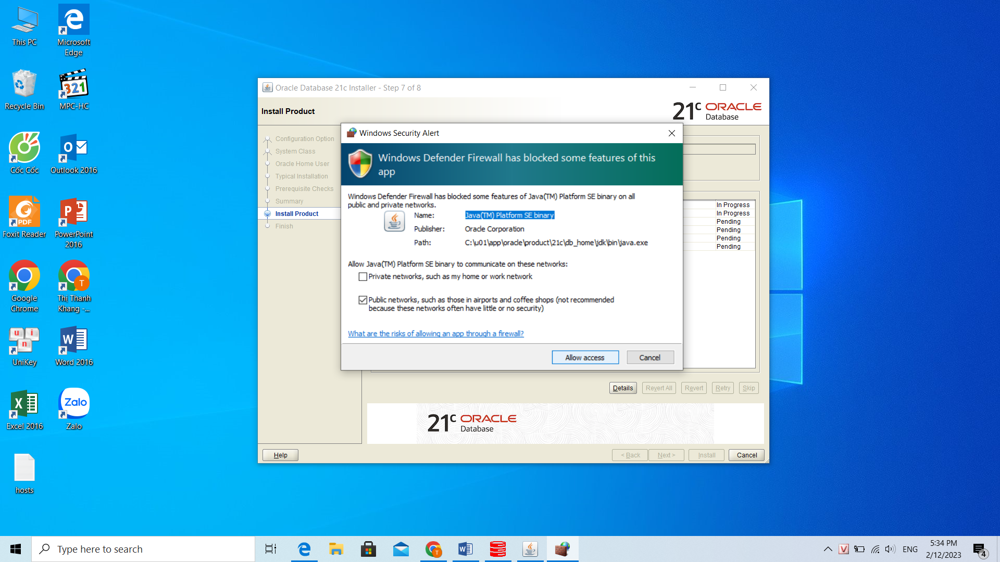 This PC
Microsoft
Edge
Recycle Bin
321
MPC-HC
Cốc Cốc
Outlook 2016
PDF
Foxit Reader
PowerPoint
2016
Google
Chrome
T
Thị Thanh
Khang -...
u i
n
UniKey
Word 2016
Excel 2016
Zalo
Zalo
hosts
Oracle Database 21c Installer - Step 7 of 8
Install Product
21c ORACLE
Database
Configuration Option
System Class
Oracle Home User
Typical Installation
Prerequisite Checks
Summary
Install Product
Finish
In Progress
In Progress
Pending
Pending
Pending
Pending
Windows Security Alert
Windows Defender Firewall has blocked some features of this
app
Windows Defender Firewall has blocked some features of Java(TM) Platform SE binary on all
public and private networks.
Name: Java(TM) Platform SE binary
Publisher: Oracle Corporation
Path: C:\u01\app\oracle\product\21c\db_home\jdk\bin\java.exe
Allow Java(TM) Platform SE binary to communicate on these networks:
Private networks, such as my home or work network
Public networks, such as those in airports and coffee shops (not recommended
because these networks often have little or no security)
What are the risks of allowing an app through a firewall?
Allow access Cancel
Details Revert All Revert Retry Skip
21c ORACLE
Database
Help < Back Next > Install Cancel
Type here to search
T
V
ENG
5:34 PM
2/12/2023
4